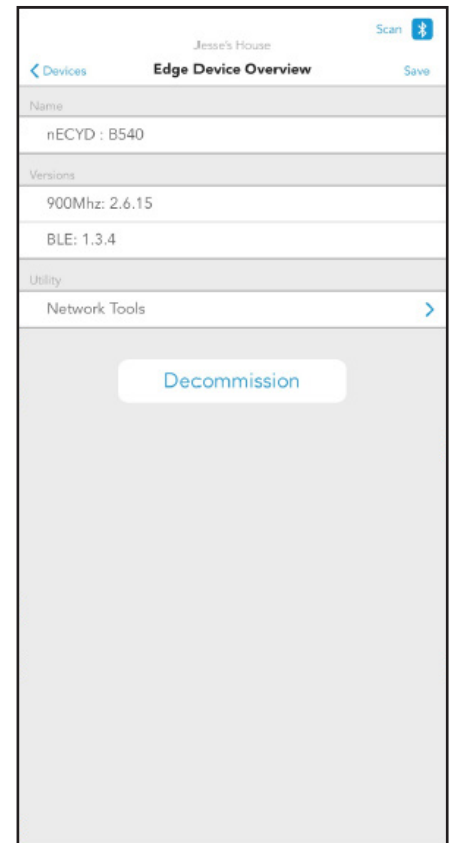 Scan
Jesse's House
Devices Edge Device Overview Save
Name
nECYD : B540
Versions
900Mhz: 2.6.15
BLE: 1.3.4
Utility
Network Tools
Decommission